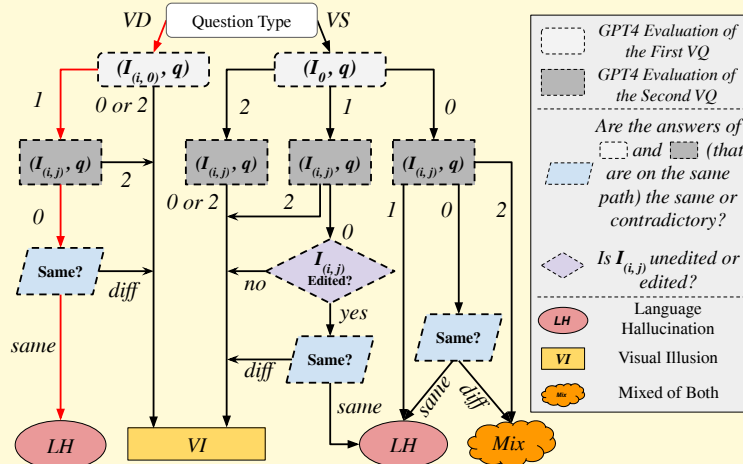 VD
Question Type
VS
(I(i, 0), q)
(I0, q)
1
0 or 2
2
1
0
(I(i, j), q)
2
(I(i, j), q)
(I(i, j), q)
(I(i, j), q)
0
0 or 2
2
0
1
0
2
Same?
diff
no
I(i, j)
Edited?
yes
same
diff
Same?
same
Same?
same
diff
LH
VI
LH
Mix
GPT4 Evaluation of
the First VQ
GPT4 Evaluation of
the Second VQ
Are the answers of
and (that
are on the same
path) the same or
contradictory?
Is I(i, j) unedited or
edited?
LH
Language
Hallucination
VI
Visual Illusion
Mix
Mixed of Both